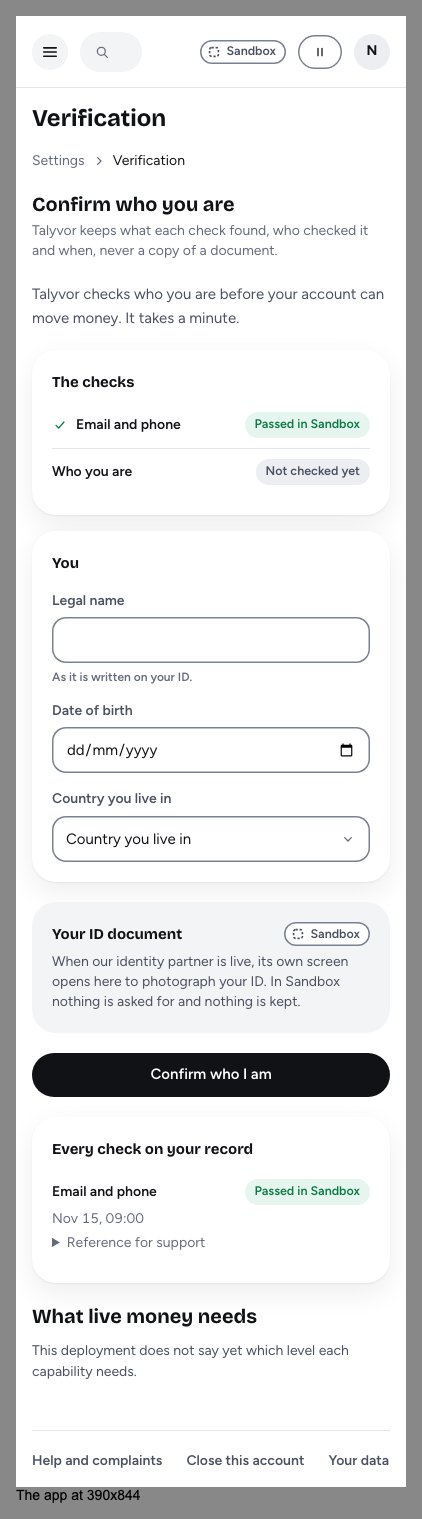 Sandbox
N
Verification
Settings
Verification
Confirm who you are
Talyvor keeps what each check found, who checked it
and when, never a copy of a document.
Talyvor checks who you are before your account can
move money. It takes a minute.
The checks
Email and phone
Passed in Sandbox
Who you are
Not checked yet
You
Legal name
As it is written on your ID.
Date of birth
dd/mm/yyyy
Country you live in
Country you live in
Your ID document
Sandbox
When our identity partner is live, its own screen
opens here to photograph your ID. In Sandbox
nothing is asked for and nothing is kept.
Confirm who I am
Every check on your record
Email and phone
Passed in Sandbox
Nov 15, 09:00
Reference for support
What live money needs
This deployment does not say yet which level each
capability needs.
Help and complaints
Close this account
Your data
The app at 390x844